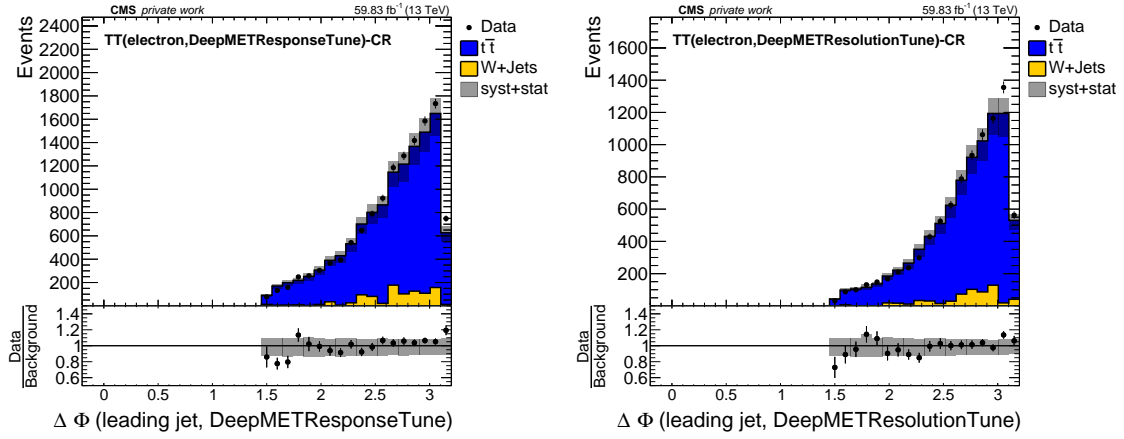 CMS private work 59.83 fb⁻¹ (13 TeV)
TT(electron,DeepMETResponseTune)-CR
Events
2400
2200
2000
1800
1600
1400
1200
1000
800
600
400
200
Data
tt̅
W+Jets
syst+stat
Data
Background
1.4
1.2
1
0.8
0.6
0 0.5 1 1.5 2 2.5 3
Δ Φ (leading jet, DeepMETResponseTune)
CMS private work 59.83 fb⁻¹ (13 TeV)
TT(electron,DeepMETResolutionTune)-CR
Events
1600
1400
1200
1000
800
600
400
200
Data
tt̅
W+Jets
syst+stat
Data
Background
1.4
1.2
1
0.8
0.6
0 0.5 1 1.5 2 2.5 3
Δ Φ (leading jet, DeepMETResolutionTune)